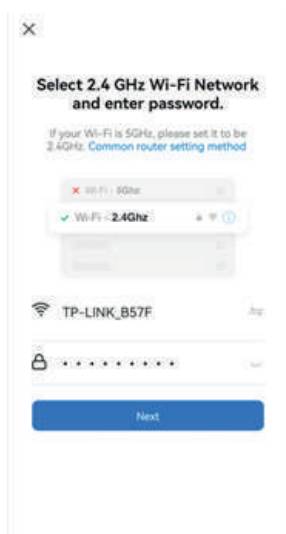 Select 2.4 GHz Wi-Fi Network
and enter password.
If your Wi-Fi is 5GHz, please set it to be
2.4GHz. Common router setting method
Wi-Fi - 5Ghz
Wi-Fi - 2.4Ghz
TP-LINK_B57F
Next